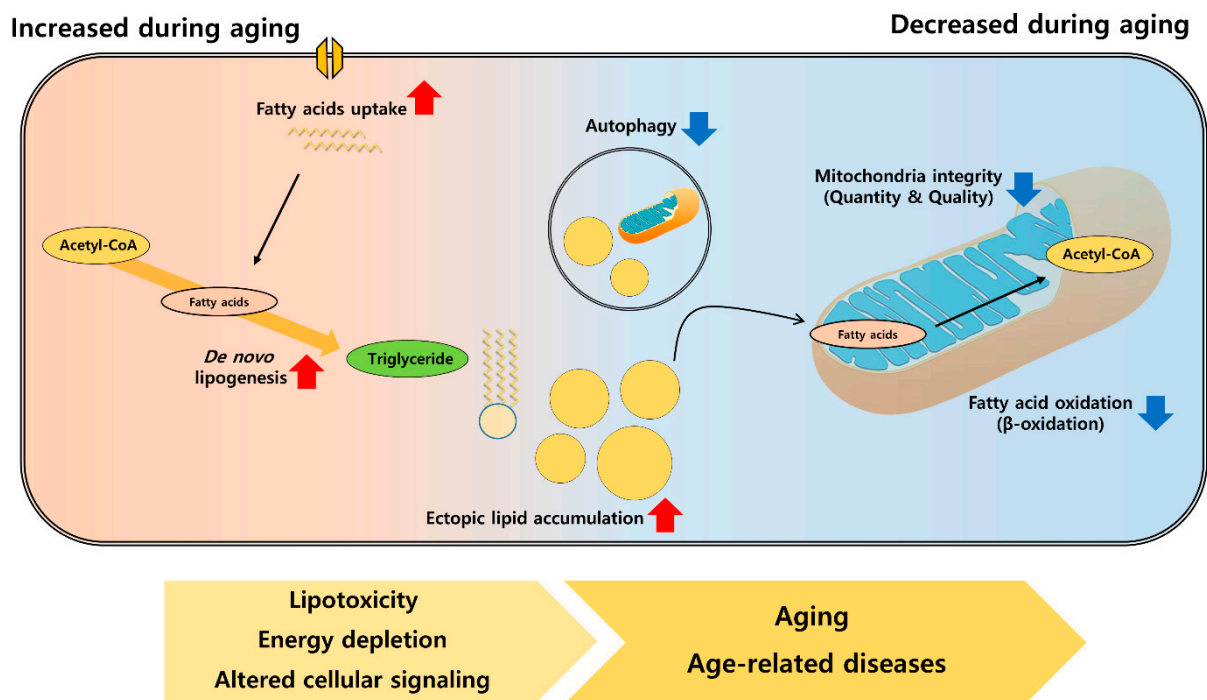 Increased during aging
Decreased during aging
Fatty acids uptake
Autophagy
Mitochondria integrity
(Quantity & Quality)
Acetyl-CoA
Acetyl-CoA
Fatty acids
Fatty acids
De novo
lipogenesis
Triglyceride
Fatty acid oxidation
(β-oxidation)
Ectopic lipid accumulation
Lipotoxicity
Energy depletion
Altered cellular signaling
Aging
Age-related diseases